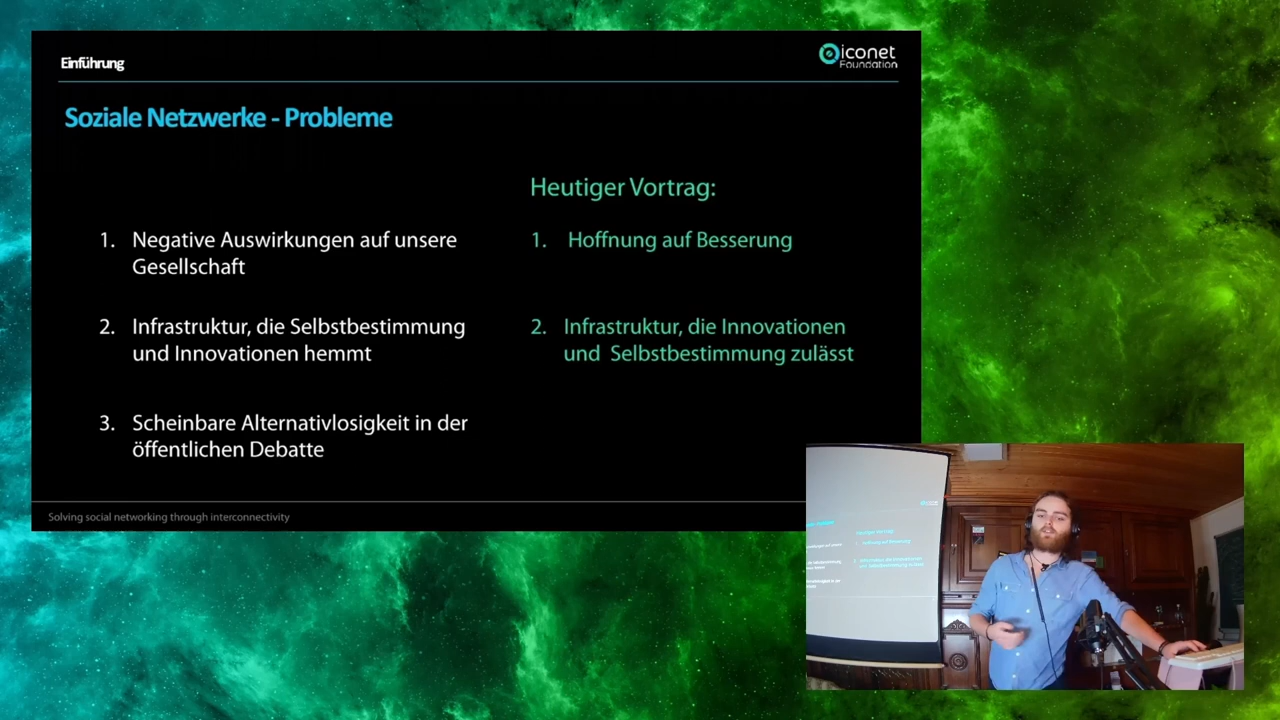 Einführung
iconet
Foundation
Soziale Netzwerke - Probleme
Heutiger Vortrag:
1. Negative Auswirkungen auf unsere
Gesellschaft
2. Infrastruktur, die Selbstbestimmung
und Innovationen hemmt
3. Scheinbare Alternativlosigkeit in der
öffentlichen Debatte
1. Hoffnung auf Besserung
2. Infrastruktur, die Innovationen
und Selbstbestimmung zulässt
Solving social networking through interconnectivity
Heutiger Vortrag: